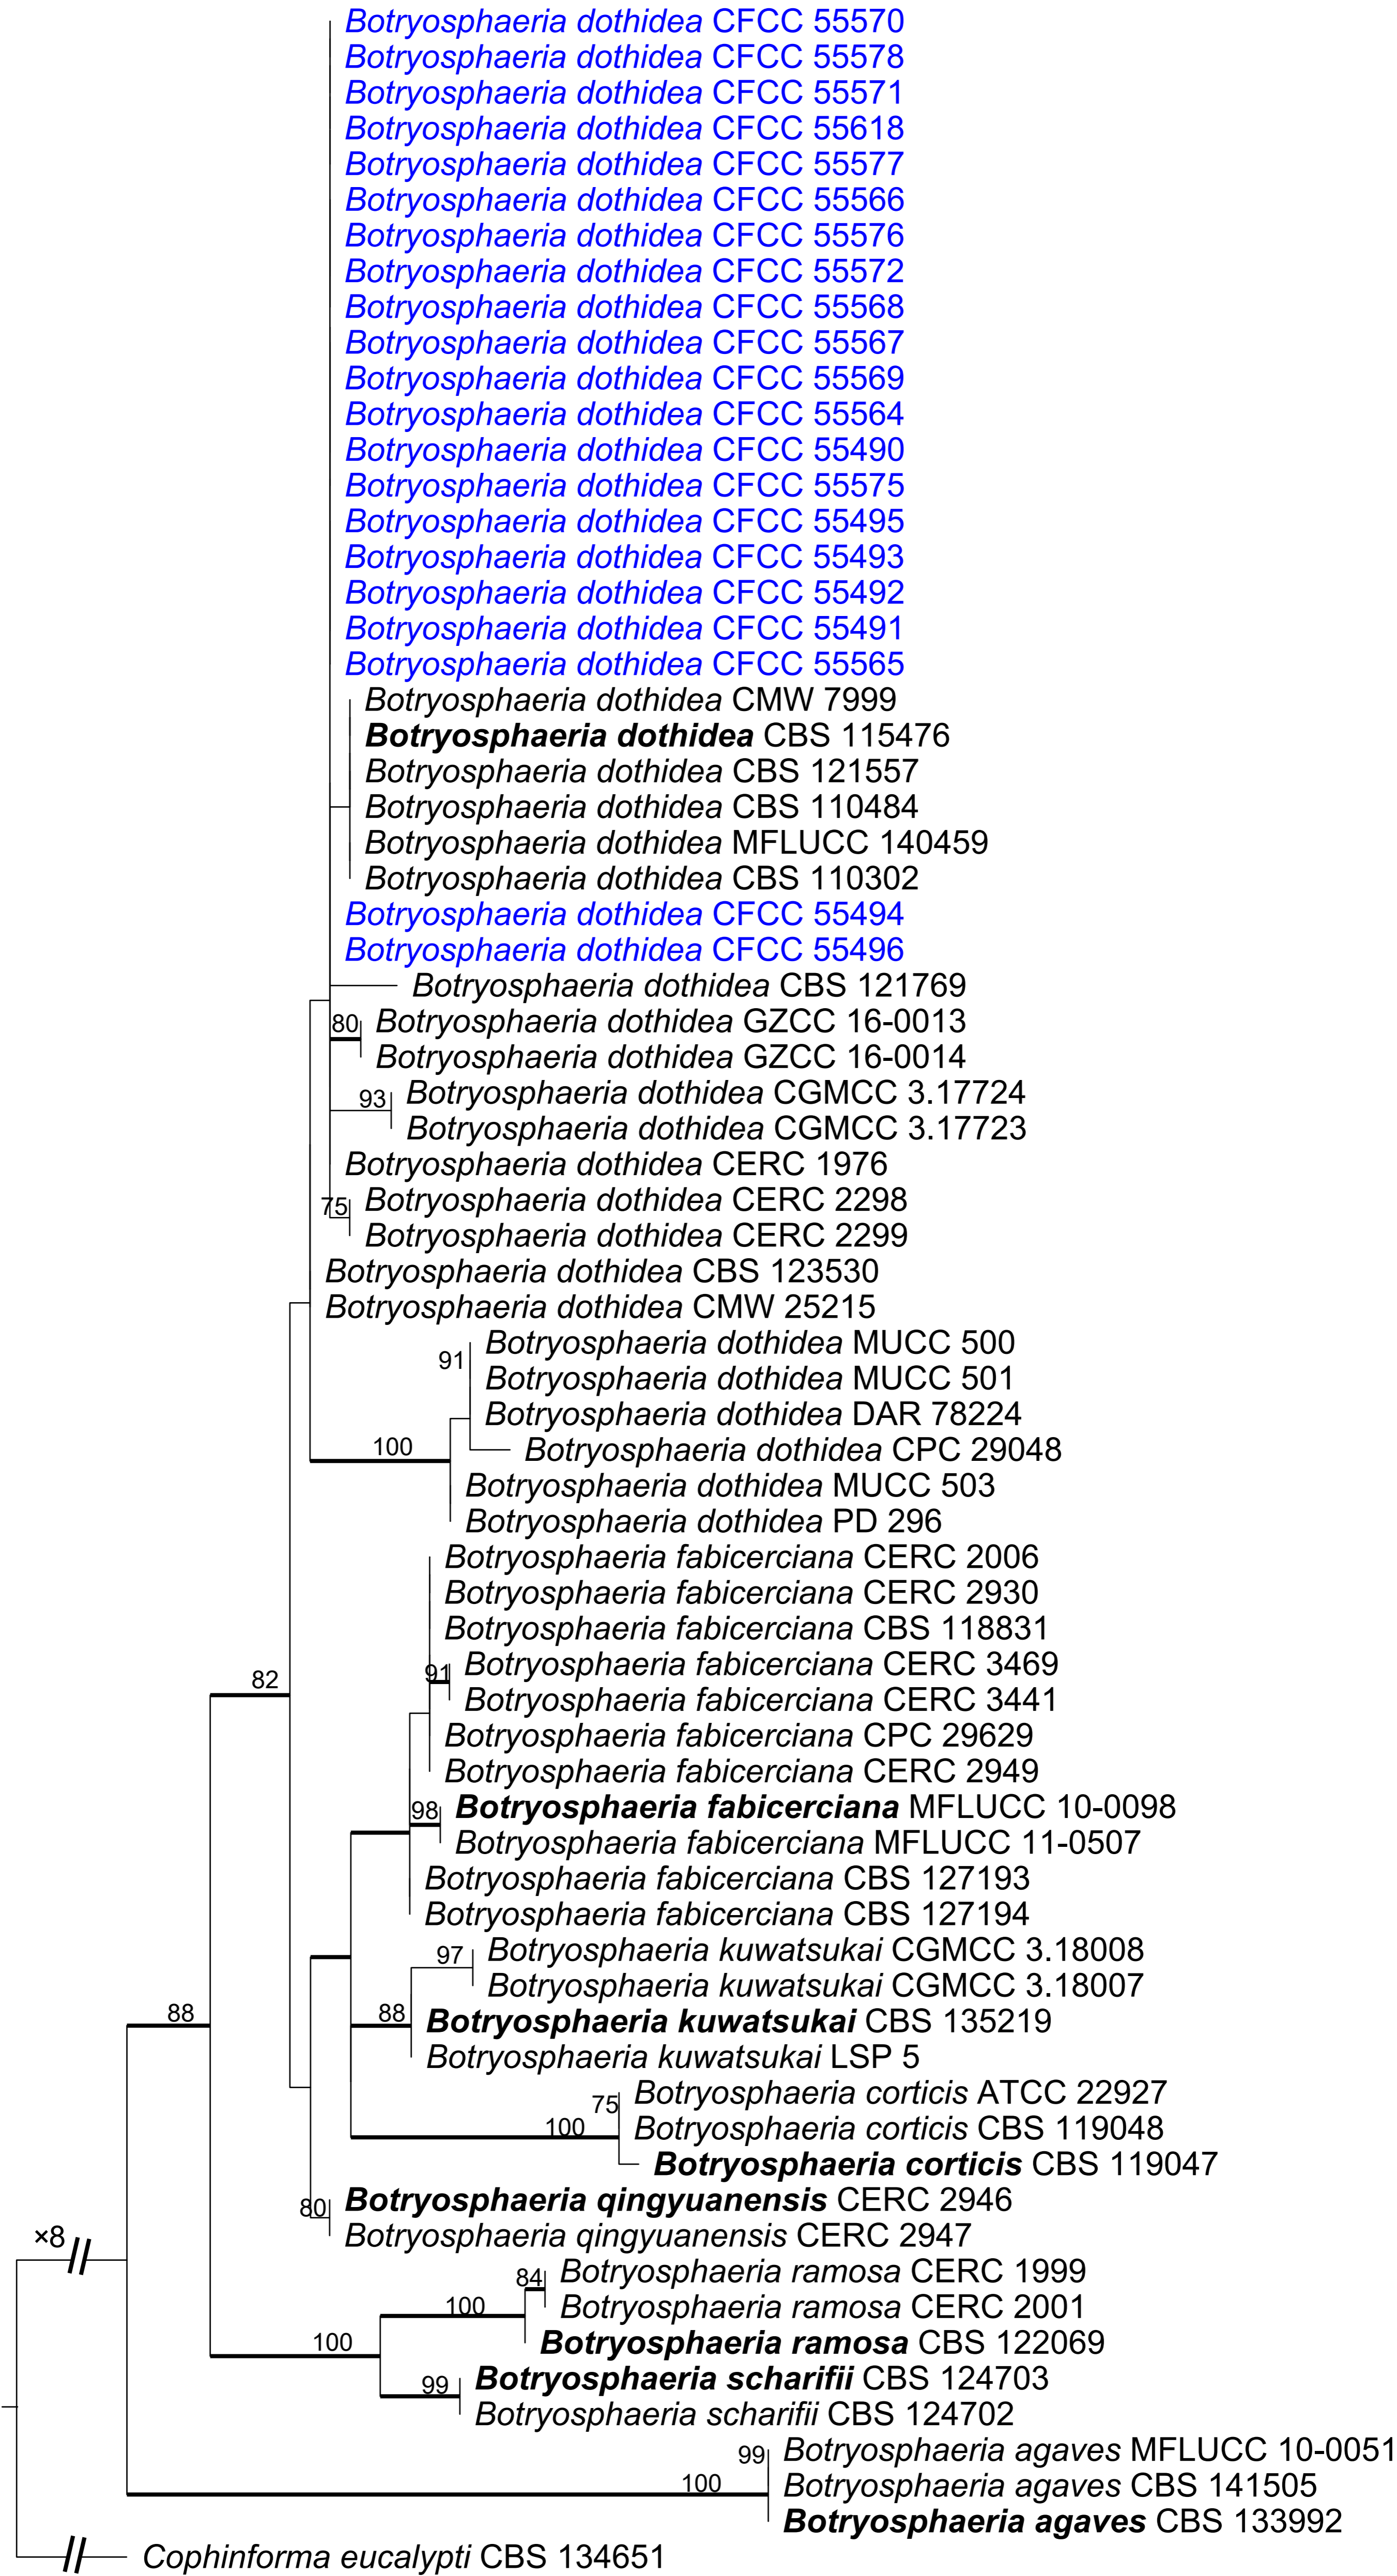 Botryosphaeria dothidea CFCC 55570
Botryosphaeria dothidea CFCC 55578
Botryosphaeria dothidea CFCC 55571
Botryosphaeria dothidea CFCC 55618
Botryosphaeria dothidea CFCC 55577
Botryosphaeria dothidea CFCC 55566
Botryosphaeria dothidea CFCC 55576
Botryosphaeria dothidea CFCC 55572
Botryosphaeria dothidea CFCC 55568
Botryosphaeria dothidea CFCC 55567
Botryosphaeria dothidea CFCC 55569
Botryosphaeria dothidea CFCC 55564
Botryosphaeria dothidea CFCC 55490
Botryosphaeria dothidea CFCC 55575
Botryosphaeria dothidea CFCC 55495
Botryosphaeria dothidea CFCC 55493
Botryosphaeria dothidea CFCC 55492
Botryosphaeria dothidea CFCC 55491
Botryosphaeria dothidea CFCC 55565
Botryosphaeria dothidea CMW 7999
Botryosphaeria dothidea CBS 115476
Botryosphaeria dothidea CBS 121557
Botryosphaeria dothidea CBS 110484
Botryosphaeria dothidea MFLUCC 140459
Botryosphaeria dothidea CBS 110302
Botryosphaeria dothidea CFCC 55494
Botryosphaeria dothidea CFCC 55496
Botryosphaeria dothidea CBS 121769
80
Botryosphaeria dothidea GZCC 16-0013
Botryosphaeria dothidea GZCC 16-0014
93
Botryosphaeria dothidea CGMCC 3.17724
Botryosphaeria dothidea CGMCC 3.17723
Botryosphaeria dothidea CERC 1976
75
Botryosphaeria dothidea CERC 2298
Botryosphaeria dothidea CERC 2299
Botryosphaeria dothidea CBS 123530
Botryosphaeria dothidea CMW 25215
Botryosphaeria dothidea MUCC 500
91
Botryosphaeria dothidea MUCC 501
Botryosphaeria dothidea DAR 78224
100
Botryosphaeria dothidea CPC 29048
Botryosphaeria dothidea MUCC 503
Botryosphaeria dothidea PD 296
Botryosphaeria fabicerciana CERC 2006
Botryosphaeria fabicerciana CERC 2930
Botryosphaeria fabicerciana CBS 118831
82
91
Botryosphaeria fabicerciana CERC 3469
Botryosphaeria fabicerciana CERC 3441
Botryosphaeria fabicerciana CPC 29629
Botryosphaeria fabicerciana CERC 2949
98
Botryosphaeria fabicerciana MFLUCC 10-0098
Botryosphaeria fabicerciana MFLUCC 11-0507
Botryosphaeria fabicerciana CBS 127193
Botryosphaeria fabicerciana CBS 127194
97
Botryosphaeria kuwatsukai CGMCC 3.18008
Botryosphaeria kuwatsukai CGMCC 3.18007
88
88
Botryosphaeria kuwatsukai CBS 135219
Botryosphaeria kuwatsukai LSP 5
75
Botryosphaeria corticis ATCC 22927
100
Botryosphaeria corticis CBS 119048
Botryosphaeria corticis CBS 119047
80
Botryosphaeria qingyuanensis CERC 2946
Botryosphaeria qingyuanensis CERC 2947
×8
84
Botryosphaeria ramosa CERC 1999
100
Botryosphaeria ramosa CERC 2001
100
Botryosphaeria ramosa CBS 122069
99
Botryosphaeria scharifii CBS 124703
Botryosphaeria scharifii CBS 124702
99
Botryosphaeria agaves MFLUCC 10-0051
100
Botryosphaeria agaves CBS 141505
Botryosphaeria agaves CBS 133992
Cophinforma eucalypti CBS 134651